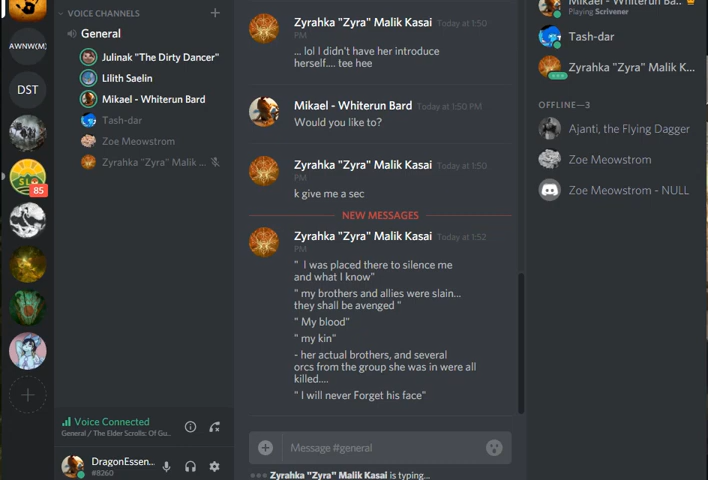 AWNW(M)
DST
SLO
85
VOICE CHANNELS
General
Julinak "The Dirty Dancer"
Lilith Saelin
Mikael - Whiterun Bard
Tash-dar
Zoe Meowstrom
Zyrahka "Zyra" Malik ...
Voice Connected
General / The Elder Scrolls: Of Gu...
DragonEssen...
#8260
Zyrahka "Zyra" Malik Kasai Today at 1:50
PM
... lol I didn't have her introduce
herself.... tee hee
Mikael - Whiterun Bard Today at 1:50 PM
Would you like to?
Zyrahka "Zyra" Malik Kasai Today at 1:50
PM
k give me a sec
NEW MESSAGES
Zyrahka "Zyra" Malik Kasai Today at 1:52
PM
" I was placed there to silence me
and what I know"
" my brothers and allies were slain...
they shall be avenged "
" My blood"
" my kin"
- her actual brothers, and several
orcs from the group she was in were all
killed....
" I will never Forget his face"
Message #general
Zyrahka "Zyra" Malik Kasai is typing...
Mikael - Whiterun Ba..
Playing Scrivener
Tash-dar
Zyrahka "Zyra" Malik K...
OFFLINE—3
Ajanti, the Flying Dagger
Zoe Meowstrom
Zoe Meowstrom - NULL